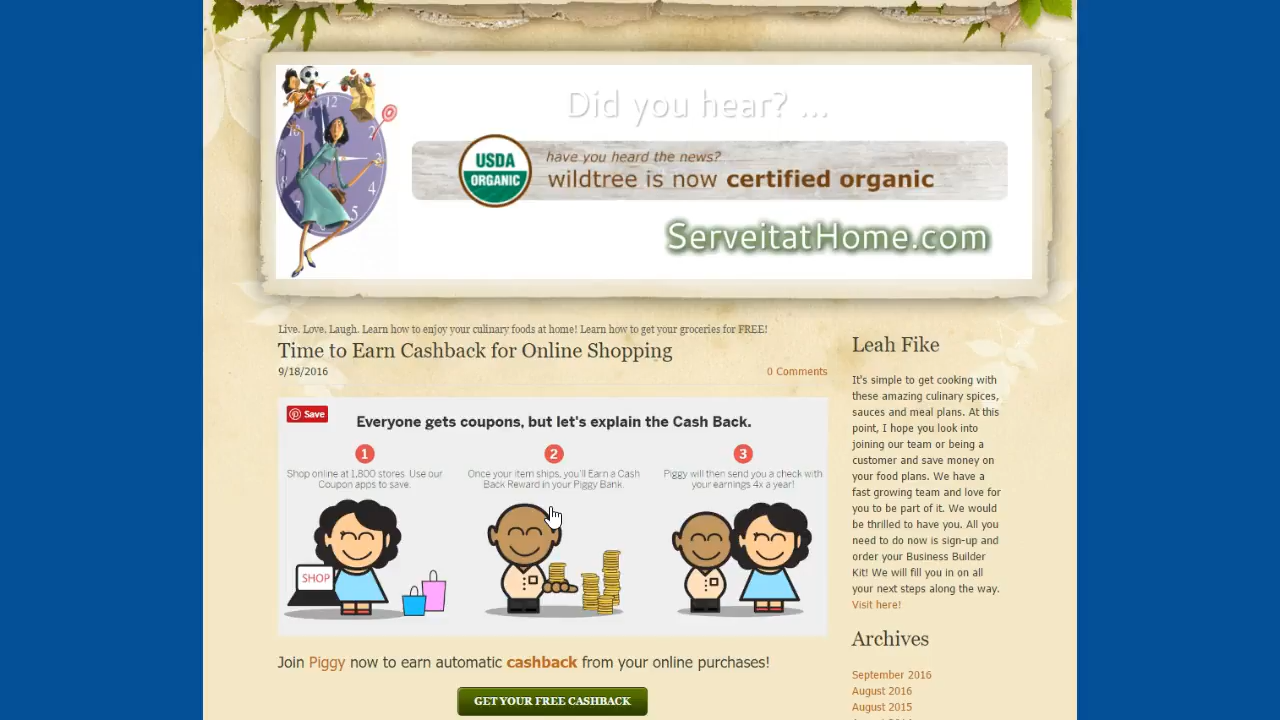 Did you hear? ...
USDA
ORGANIC
have you heard the news?
wildtree is now certified organic
ServeitatHome.com
Live. Love. Laugh. Learn how to enjoy your culinary foods at home! Learn how to get your groceries for FREE!
Time to Earn Cashback for Online Shopping
9/18/2016
0 Comments
Save
Everyone gets coupons, but let's explain the Cash Back.
1
2
3
Shop online at 1,800 stores. Use our
Coupon apps to save.
Once your item ships, you'll Earn a Cash
Back Reward in your Piggy Bank.
Piggy will then send you a check with
your earnings 4x a year!
SHOP
Join Piggy now to earn automatic cashback from your online purchases!
GET YOUR FREE CASHBACK
Leah Fike
It's simple to get cooking with
these amazing culinary spices,
sauces and meal plans. At this
point, I hope you look into
joining our team or being a
customer and save money on
your food plans. We have a
fast growing team and love for
you to be part of it. We would
be thrilled to have you. All you
need to do now is sign-up and
order your Business Builder
Kit! We will fill you in on all
your next steps along the way.
Visit here!
Archives
September 2016
August 2016
August 2015